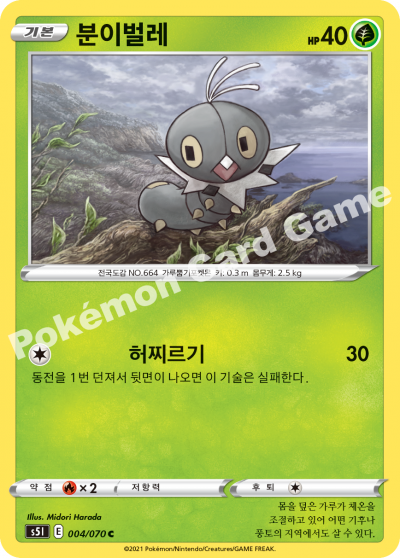 기본 분이벌레 HP 40
전국도감 NO.664 가루뿜기포켓몬 키: 0.3 m 몸무게: 2.5 kg
Pokémon Card Game
허찌르기 30
동전을 1번 던져서 뒷면이 나오면 이 기술은 실패한다.
약점 ×2 저항력 후퇴
Illus. Midori Harada
s5I E 004/070 C
몸을 덮은 가루가 체온을
조절하고 있어 어떤 기후나
풍토의 지역에서도 살 수 있다.
©2021 Pokémon/Nintendo/Creatures/GAME FREAK.